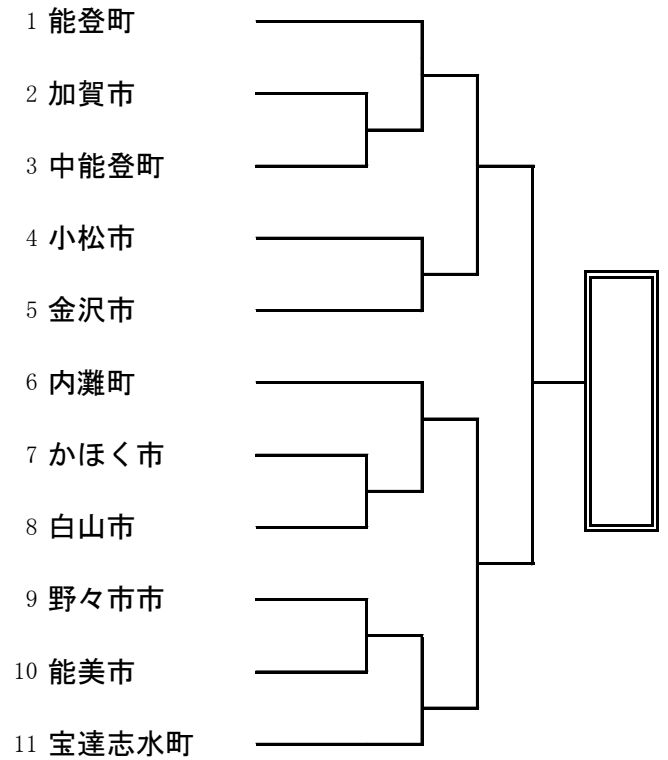 1 能登町
2 加賀市
3 中能登町
4 小松市
5 金沢市
6 内灘町
7 かほく市
8 白山市
9 野々市市
10 能美市
11 宝達志水町